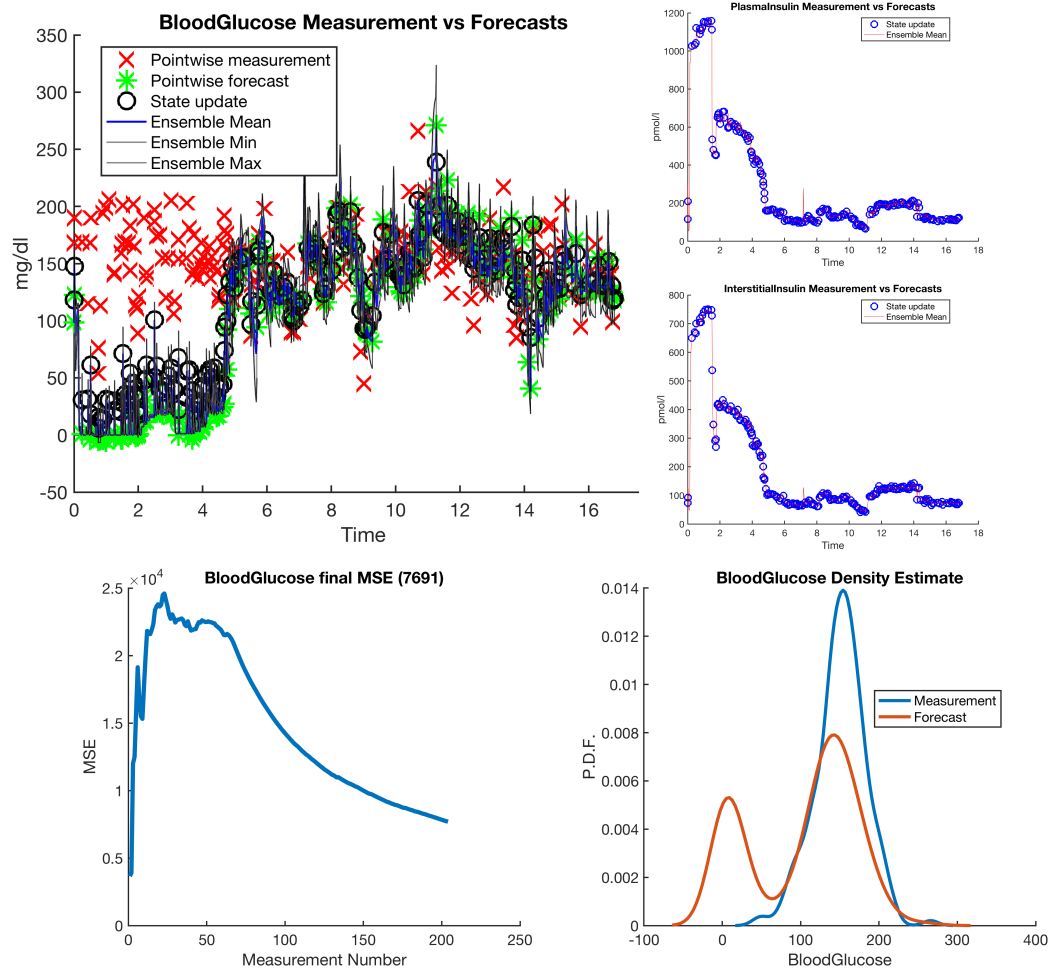 BloodGlucose Measurement vs Forecasts
350
300
250
200
150
100
50
0
-50
mg/dl
Pointwise measurement
Pointwise forecast
State update
Ensemble Mean
Ensemble Min
Ensemble Max
0 2 4 6 8 10 12 14 16
Time
PlasmaInsulin Measurement vs Forecasts
1200
1000
800
600
400
200
0
pmol/l
State update
Ensemble Mean
0 2 4 6 8 10 12 14 16 18
Time
InterstitialInsulin Measurement vs Forecasts
800
700
600
500
400
300
200
100
0
pmol/l
State update
Ensemble Mean
0 2 4 6 8 10 12 14 16 18
Time
BloodGlucose final MSE (7691)
×10⁴
2.5
2
1.5
1
0.5
0
MSE
0 50 100 150 200 250
Measurement Number
BloodGlucose Density Estimate
0.014
0.012
0.01
0.008
0.006
0.004
0.002
0
P.D.F.
Measurement
Forecast
-100 0 100 200 300 400
BloodGlucose